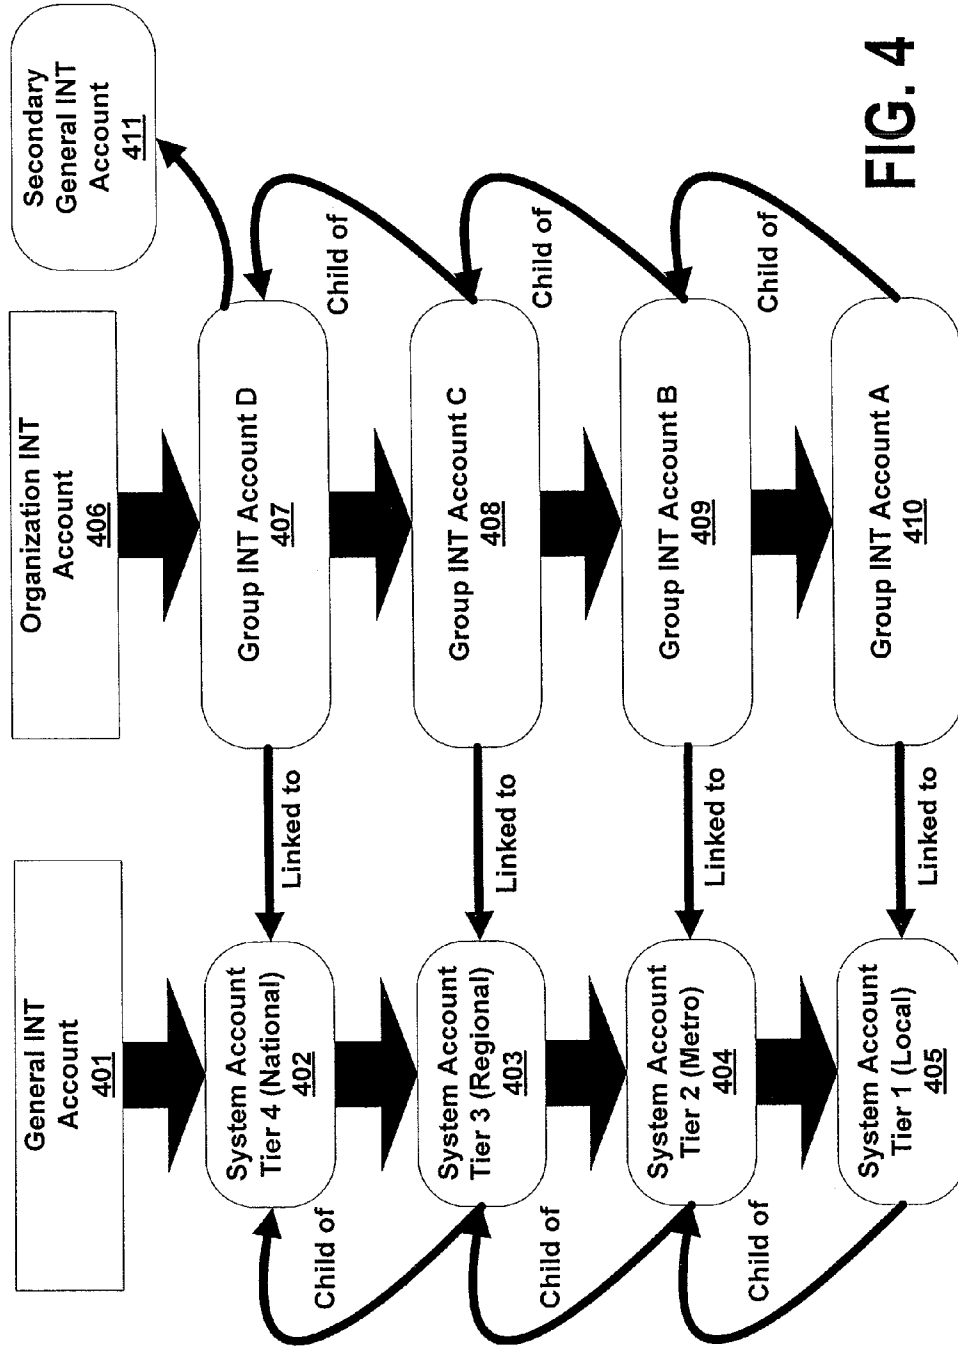 General INT
Account
401
System Account
Tier 4 (National)
402
System Account
Tier 3 (Regional)
403
System Account
Tier 2 (Metro)
404
System Account
Tier 1 (Local)
405
Child of
Child of
Child of
Linked to
Linked to
Linked to
Linked to
Organization INT
Account
406
Group INT Account D
407
Group INT Account C
408
Group INT Account B
409
Group INT Account A
410
Child of
Child of
Child of
Secondary
General INT
Account
411
FIG. 4